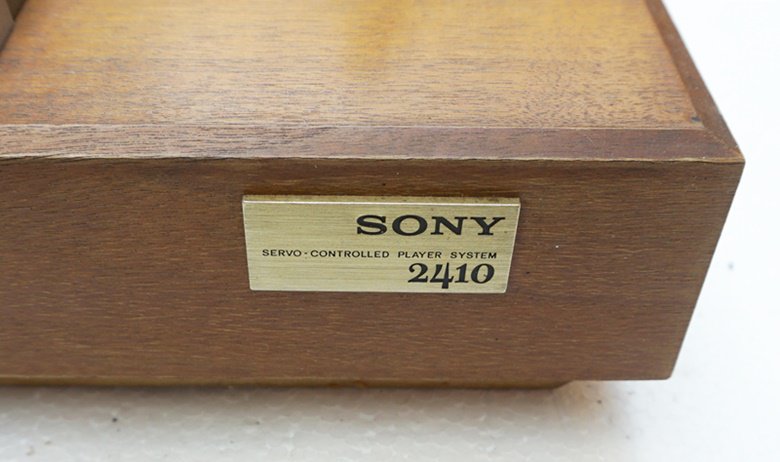 SONY
SERVO·CONTROLLED PLAYER SYSTEM
2410